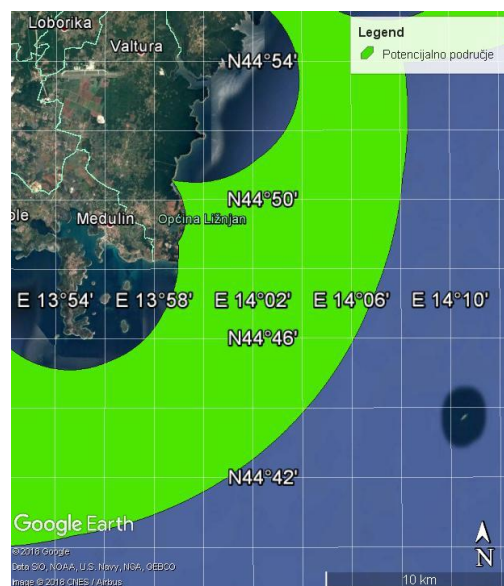 Loborika
Valtura
N44°54'
Legend
Potencijalno područje
N44°50'
Medulin
Općina Ližnjan
E 13°54' E 13°58' E 14°02' E 14°06' E 14°10'
N44°46'
N44°42'
Google Earth
©2018 Google
Data SIO, NOAA, U.S. Navy, NGA, GEBCO
Image © 2018 CNES / Airbus
N
10 km